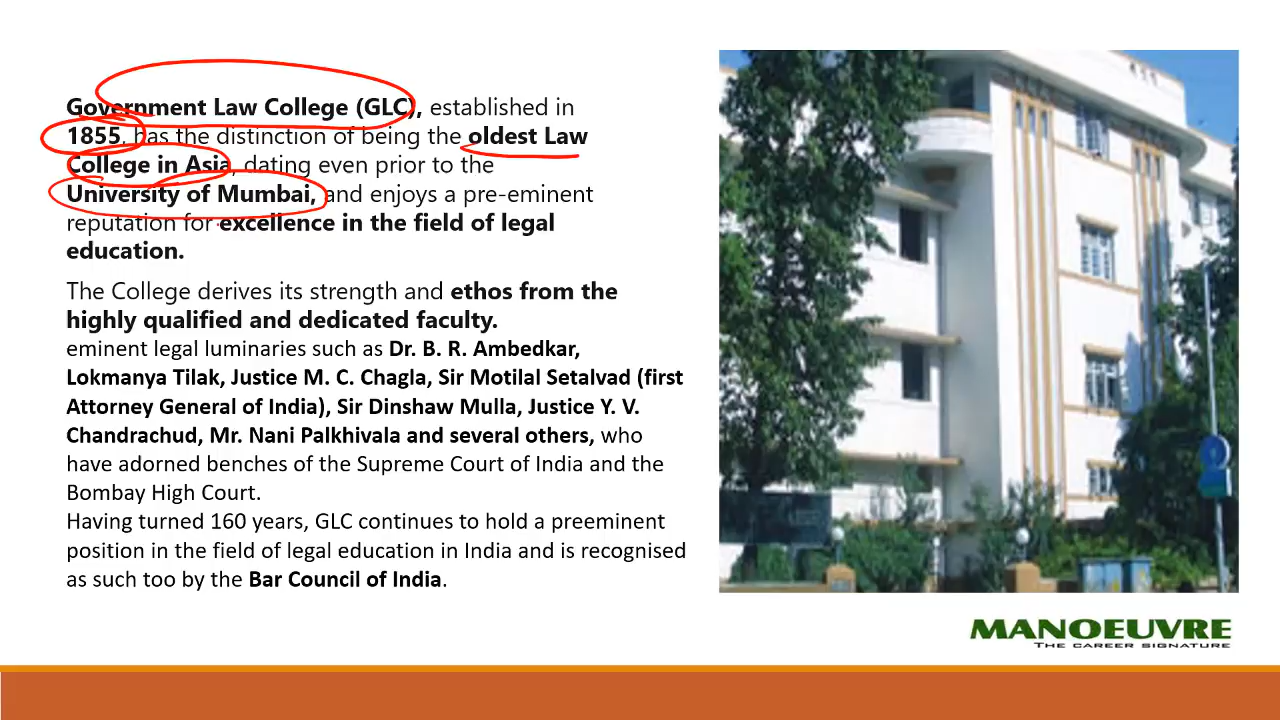 Government Law College (GLC), established in
1855, has the distinction of being the oldest Law
College in Asia, dating even prior to the
University of Mumbai, and enjoys a pre-eminent
reputation for excellence in the field of legal
education.
The College derives its strength and ethos from the
highly qualified and dedicated faculty.
eminent legal luminaries such as Dr. B. R. Ambedkar,
Lokmanya Tilak, Justice M. C. Chagla, Sir Motilal Setalvad (first
Attorney General of India), Sir Dinshaw Mulla, Justice Y. V.
Chandrachud, Mr. Nani Palkhivala and several others, who
have adorned benches of the Supreme Court of India and the
Bombay High Court.
Having turned 160 years, GLC continues to hold a preeminent
position in the field of legal education in India and is recognised
as such too by the Bar Council of India.
MANOEUVRE
THE CAREER SIGNATURE